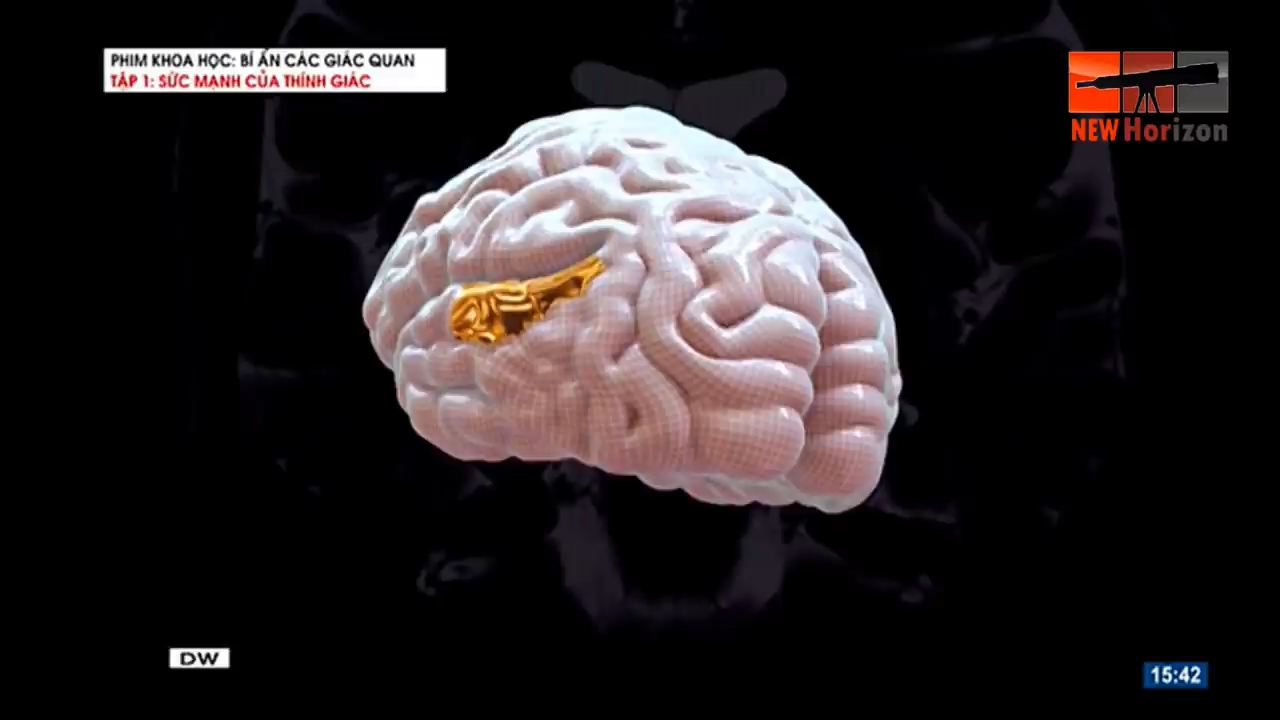 PHIM KHOA HỌC: BÍ ẨN CÁC GIÁC QUAN
TẬP 1: SỨC MẠNH CỦA THÍNH GIÁC
NEW Horizon
DW
15:42